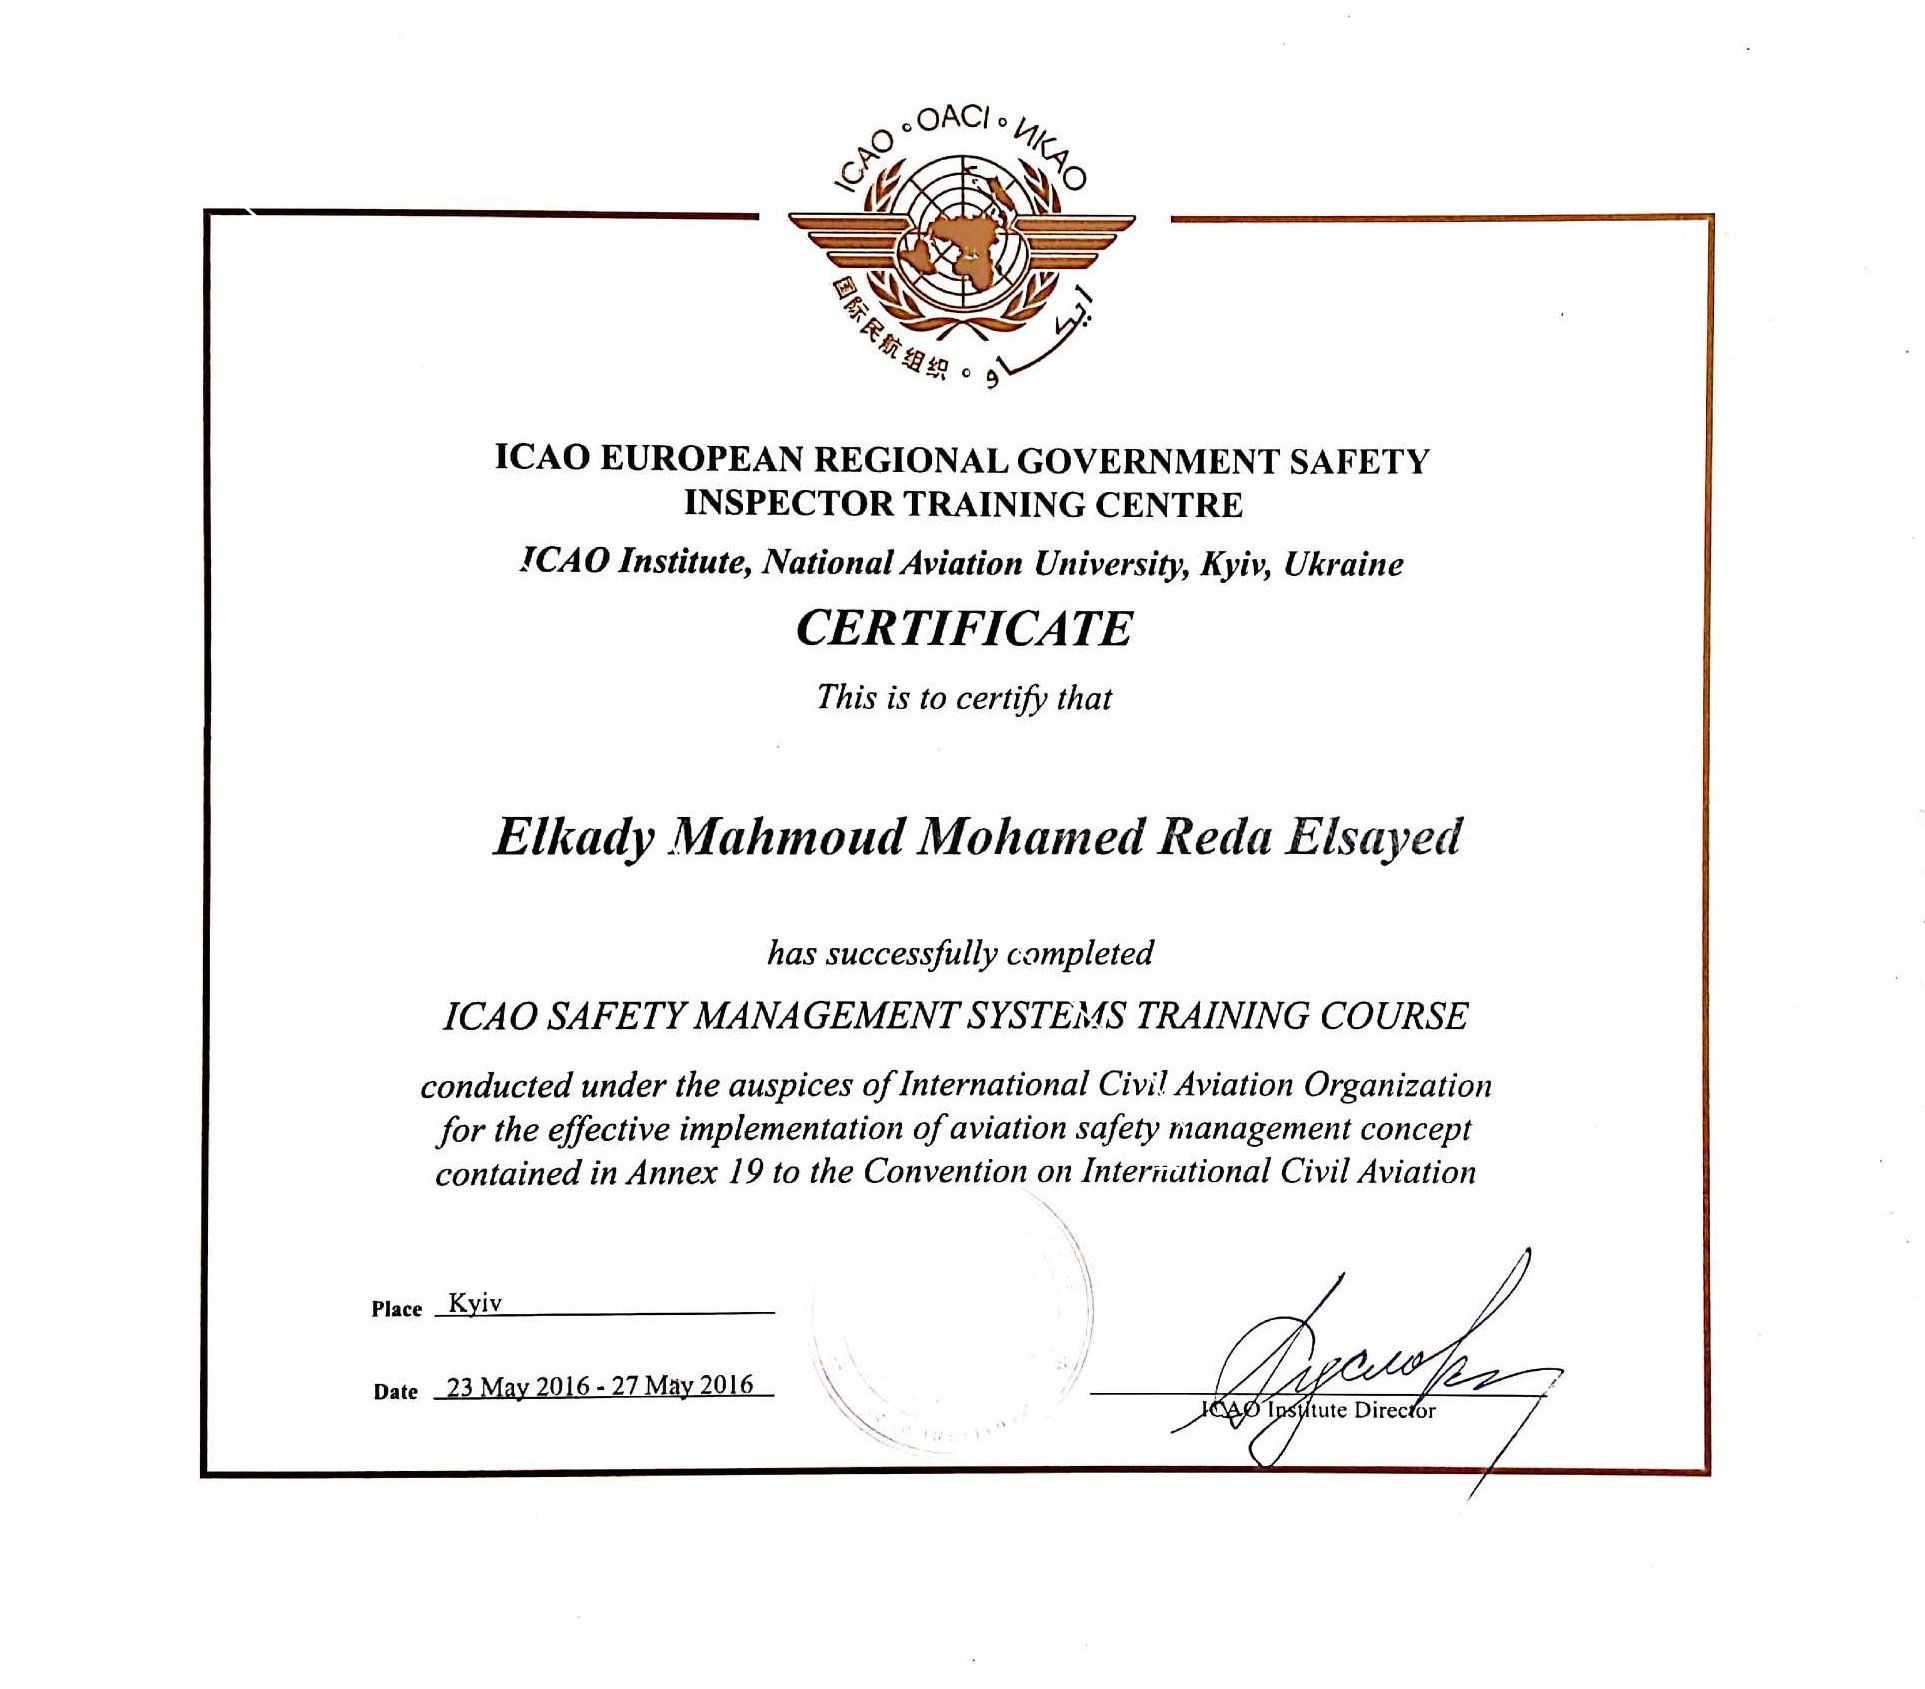 ICAO ◦ OACI ◦ ИКАО
国际民航组织 ◦ ايكاو
ICAO EUROPEAN REGIONAL GOVERNMENT SAFETY
INSPECTOR TRAINING CENTRE
ICAO Institute, National Aviation University, Kyiv, Ukraine
CERTIFICATE
This is to certify that
Elkady Mahmoud Mohamed Reda Elsayed
has successfully completed
ICAO SAFETY MANAGEMENT SYSTEMS TRAINING COURSE
conducted under the auspices of International Civil Aviation Organization
for the effective implementation of aviation safety management concept
contained in Annex 19 to the Convention on International Civil Aviation
Place Kyiv
Date 23 May 2016 - 27 May 2016
ICAO Institute Director